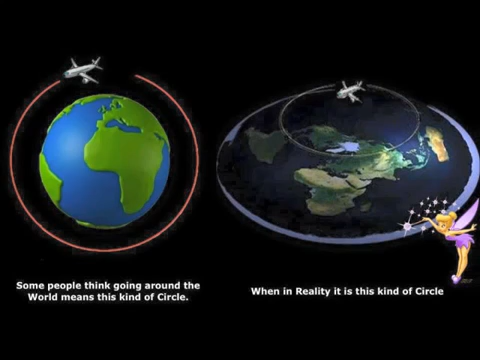 Some people think going around the
World means this kind of Circle.
When in Reality it is this kind of Circle